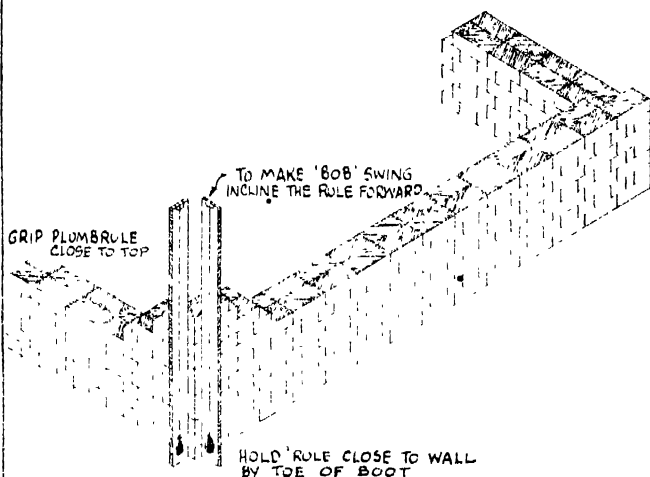 TO MAKE 'BOB' SWING
INCLINE THE RULE FORWARD
GRIP PLUMBRULE
CLOSE TO TOP
HOLD 'RULE CLOSE TO WALL
BY TOE OF BOOT